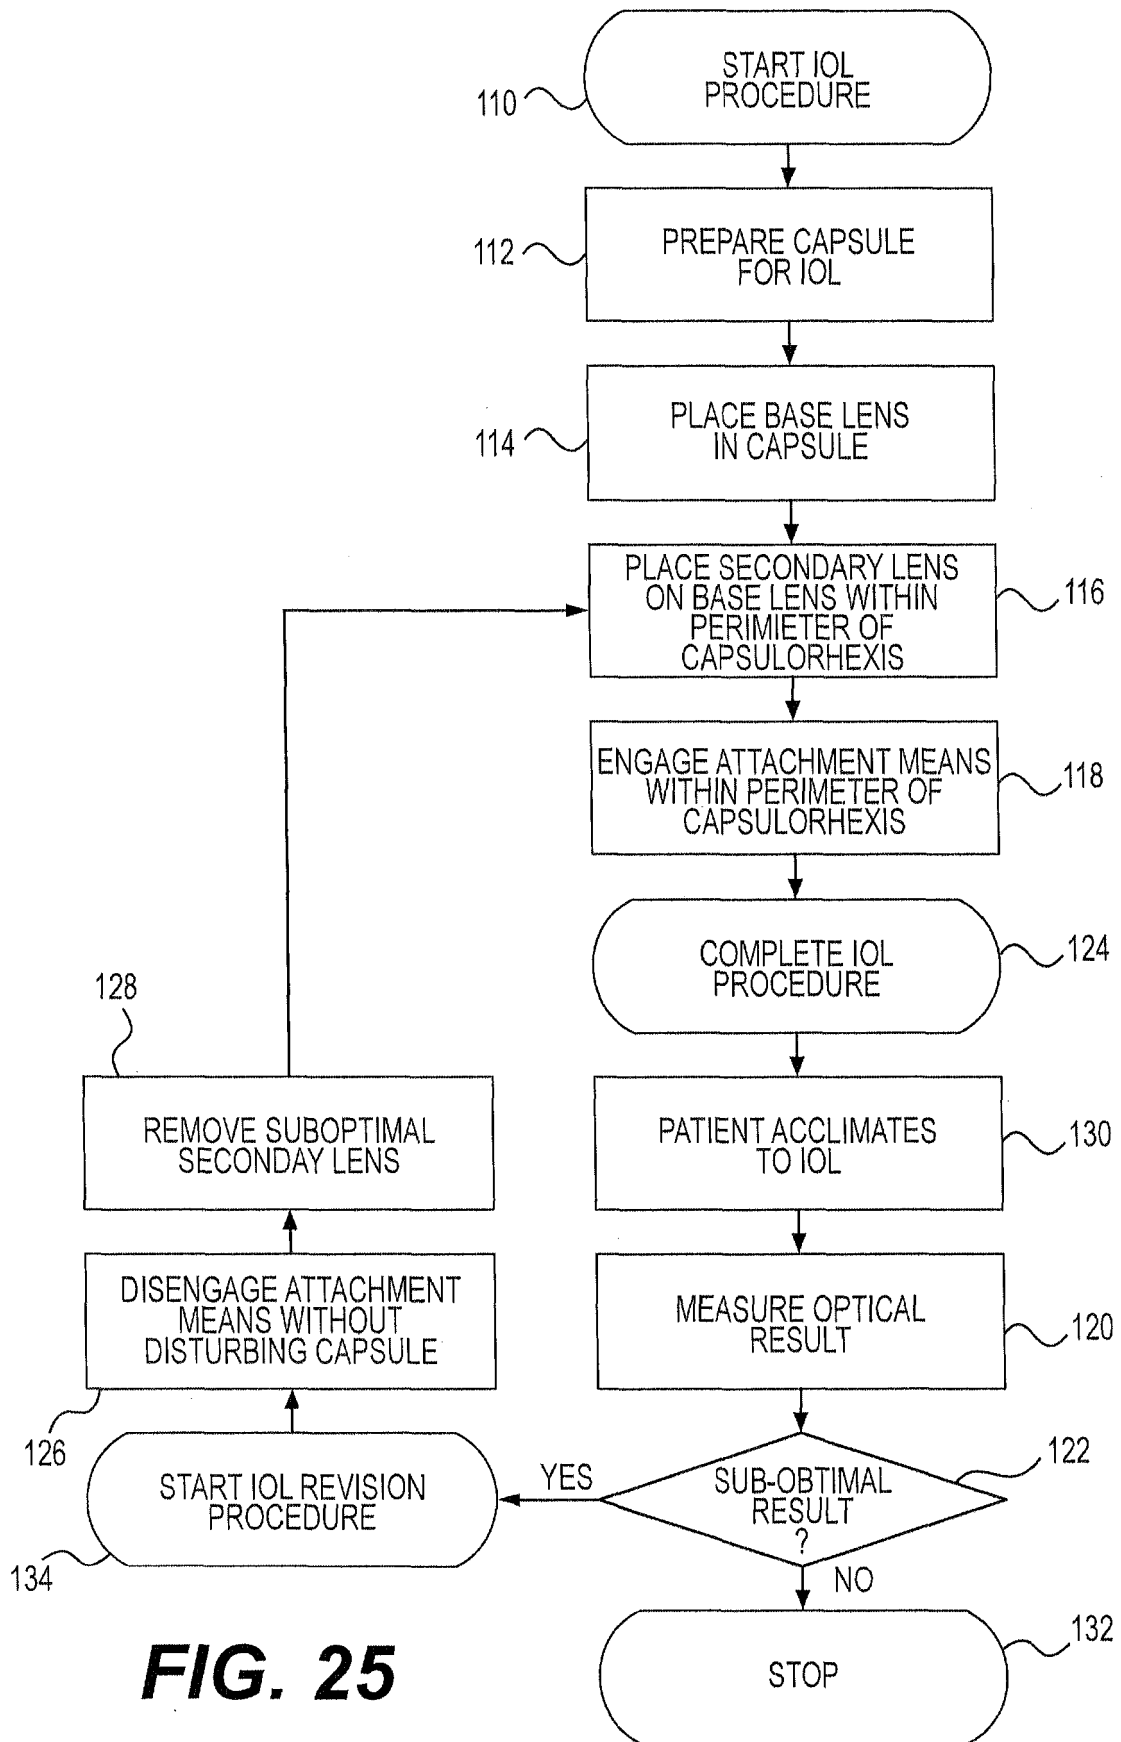 START IOL
PROCEDURE
110
PREPARE CAPSULE
FOR IOL
112
PLACE BASE LENS
IN CAPSULE
114
PLACE SECONDARY LENS
ON BASE LENS WITHIN
PERIMIETER OF
CAPSULORHEXIS
116
ENGAGE ATTACHMENT MEANS
WITHIN PERIMETER OF
CAPSULORHEXIS
118
COMPLETE IOL
PROCEDURE
124
PATIENT ACCLIMATES
TO IOL
130
MEASURE OPTICAL
RESULT
120
SUB-OBTIMAL
RESULT
?
122
YES
NO
START IOL REVISION
PROCEDURE
134
DISENGAGE ATTACHMENT
MEANS WITHOUT
DISTURBING CAPSULE
126
REMOVE SUBOPTIMAL
SECONDAY LENS
128
STOP
132
FIG. 25